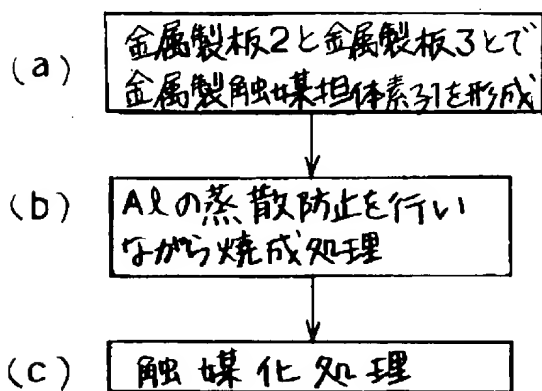 (a) 金属製板2と金属製板3とで
金属製触媒担体素子1を形成
(b) Alの蒸散防止を行い
ながら焼成処理
(c) 触媒化処理